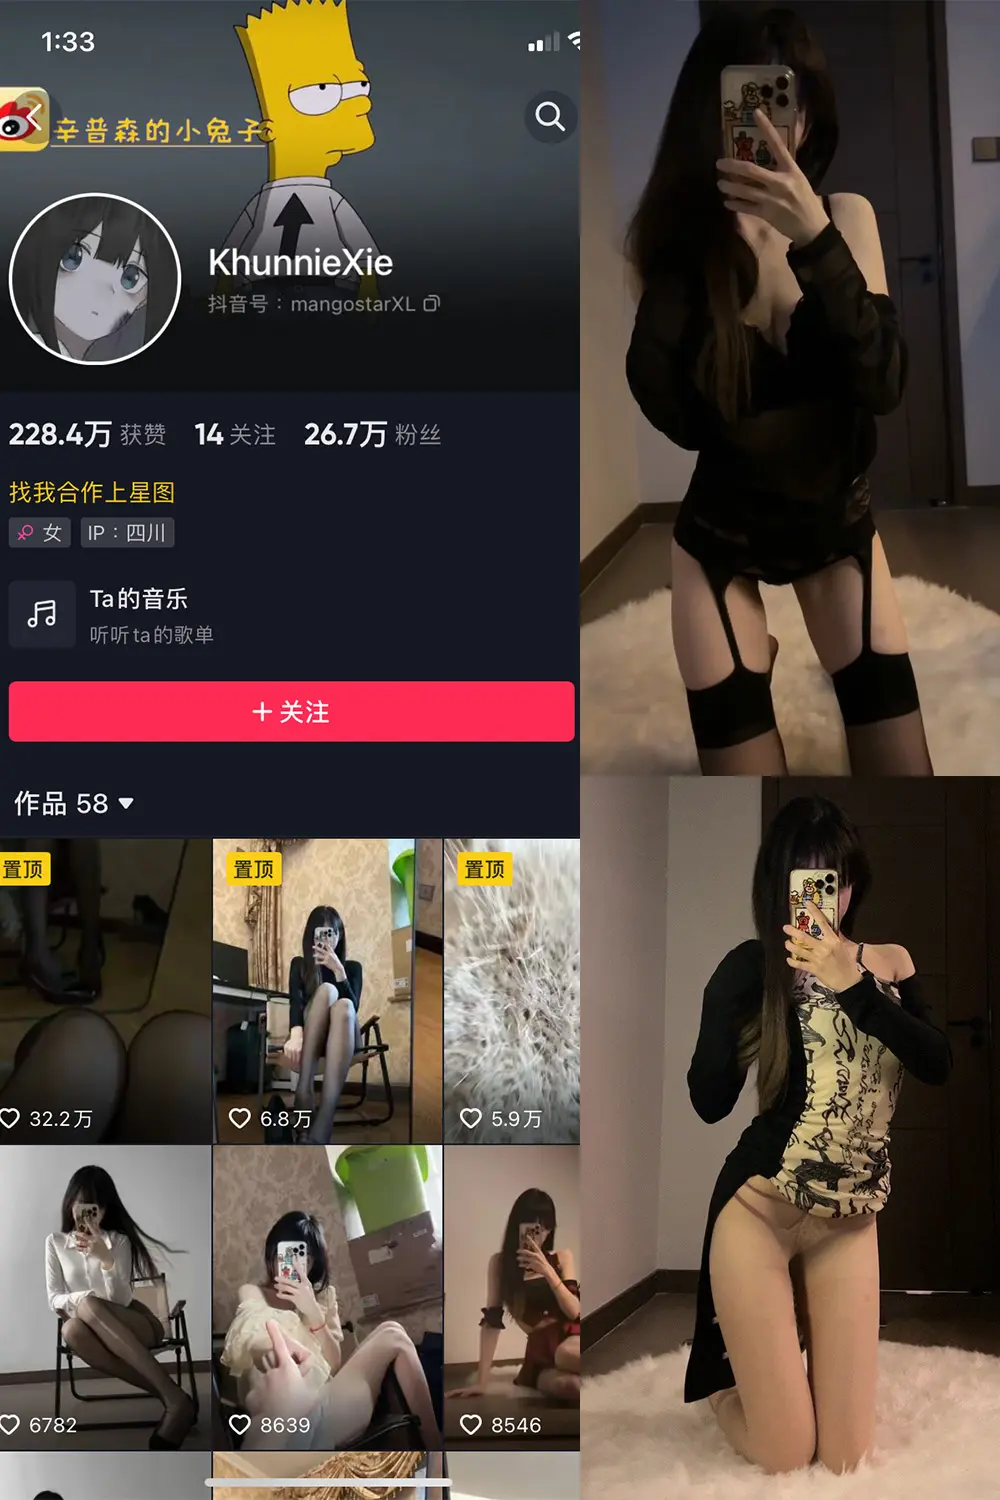 1:33
辛普森的小兔子
KhunnieXie
抖音号：mangostarXL
228.4万 获赞 14 关注 26.7万 粉丝
找我合作上星图
女 IP：四川
Ta的音乐
听听ta的歌单
+ 关注
作品 58
置顶 置顶 置顶
32.2万 6.8万 5.9万
6782 8639 8546